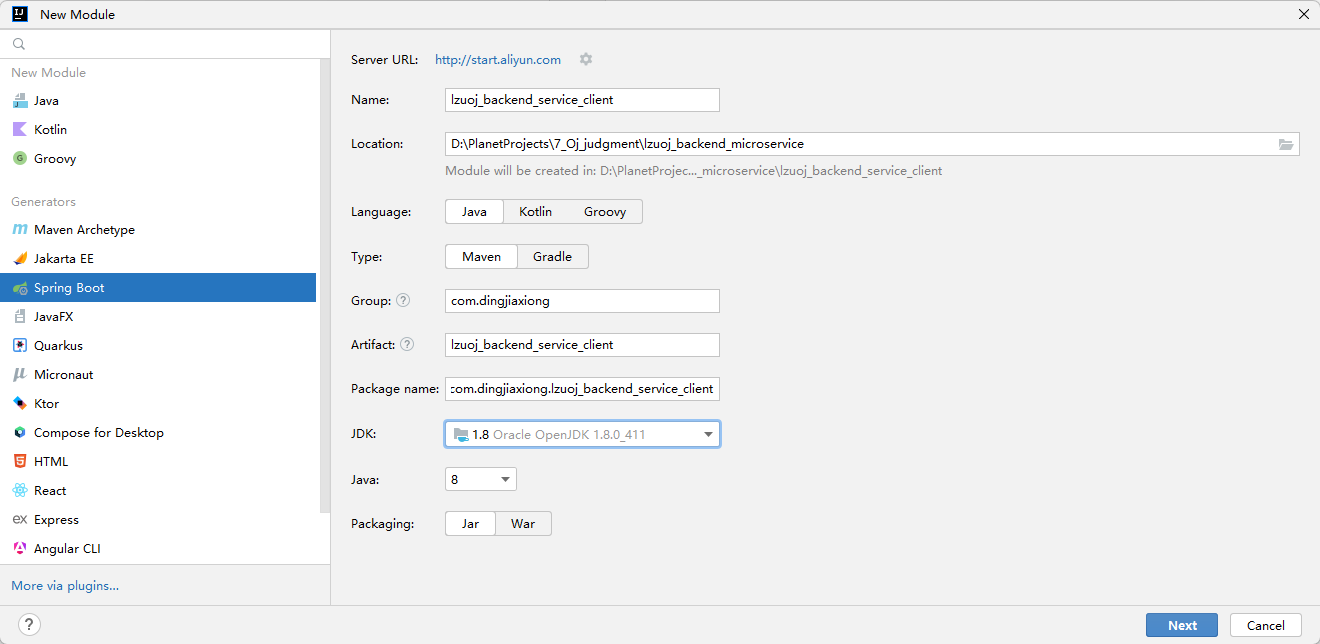 New Module
New Module
Java
Kotlin
Groovy
Generators
Maven Archetype
Jakarta EE
Spring Boot
JavaFX
Quarkus
Micronaut
Ktor
Compose for Desktop
HTML
React
Express
Angular CLI
More via plugins...
Server URL: http://start.aliyun.com
Name: lzuoj_backend_service_client
Location: D:\PlanetProjects\7_Oj_judgment\lzuoj_backend_microservice
Module will be created in: D:\PlanetProjec..._microservice\lzuoj_backend_service_client
Language: Java Kotlin Groovy
Type: Maven Gradle
Group: ? com.dingjiaxiong
Artifact: ? lzuoj_backend_service_client
Package name: com.dingjiaxiong.lzuoj_backend_service_client
JDK: 1.8 Oracle OpenJDK 1.8.0_411
Java: 8
Packaging: Jar War
? Next Cancel